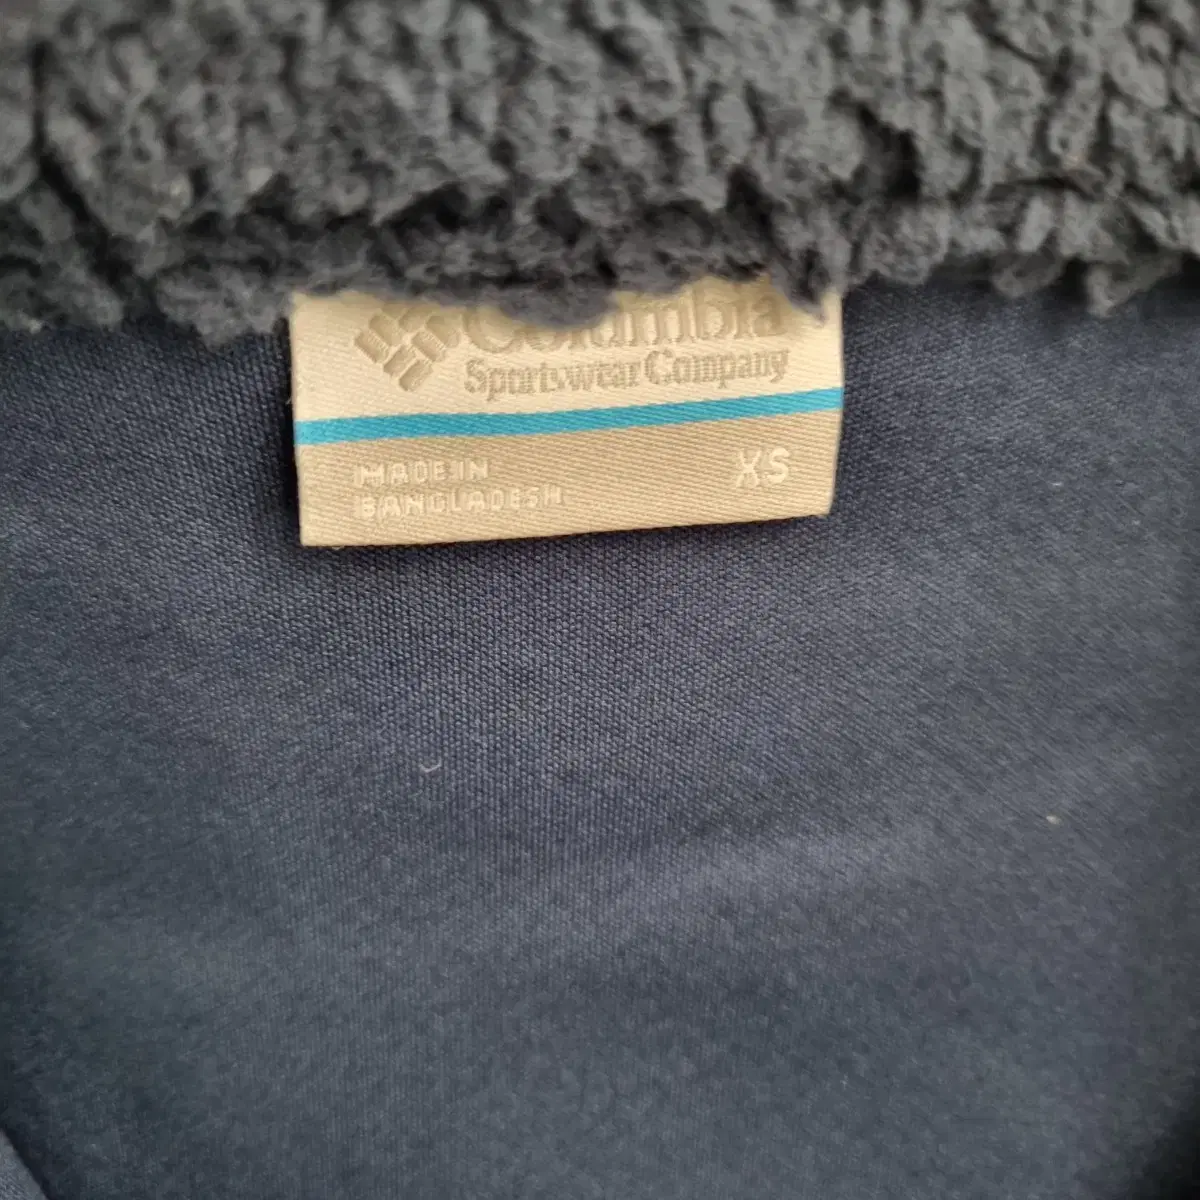 Columbia
Sportswear Company
MADE IN
XS
BANGLADESH